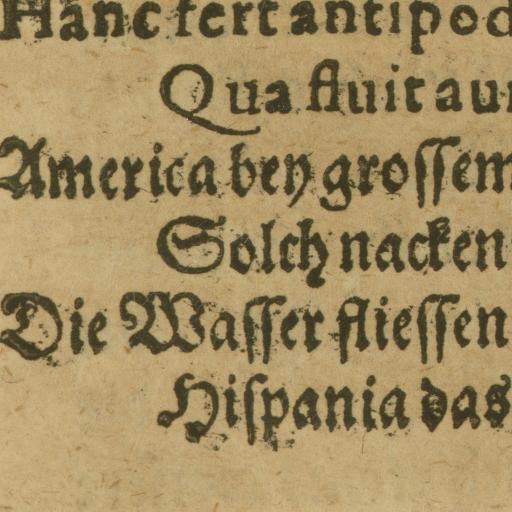 Hanc fert antipod
Qua fluit au
America bey grossem
Solch nacken
Die Wasser fliessen
Hispania das